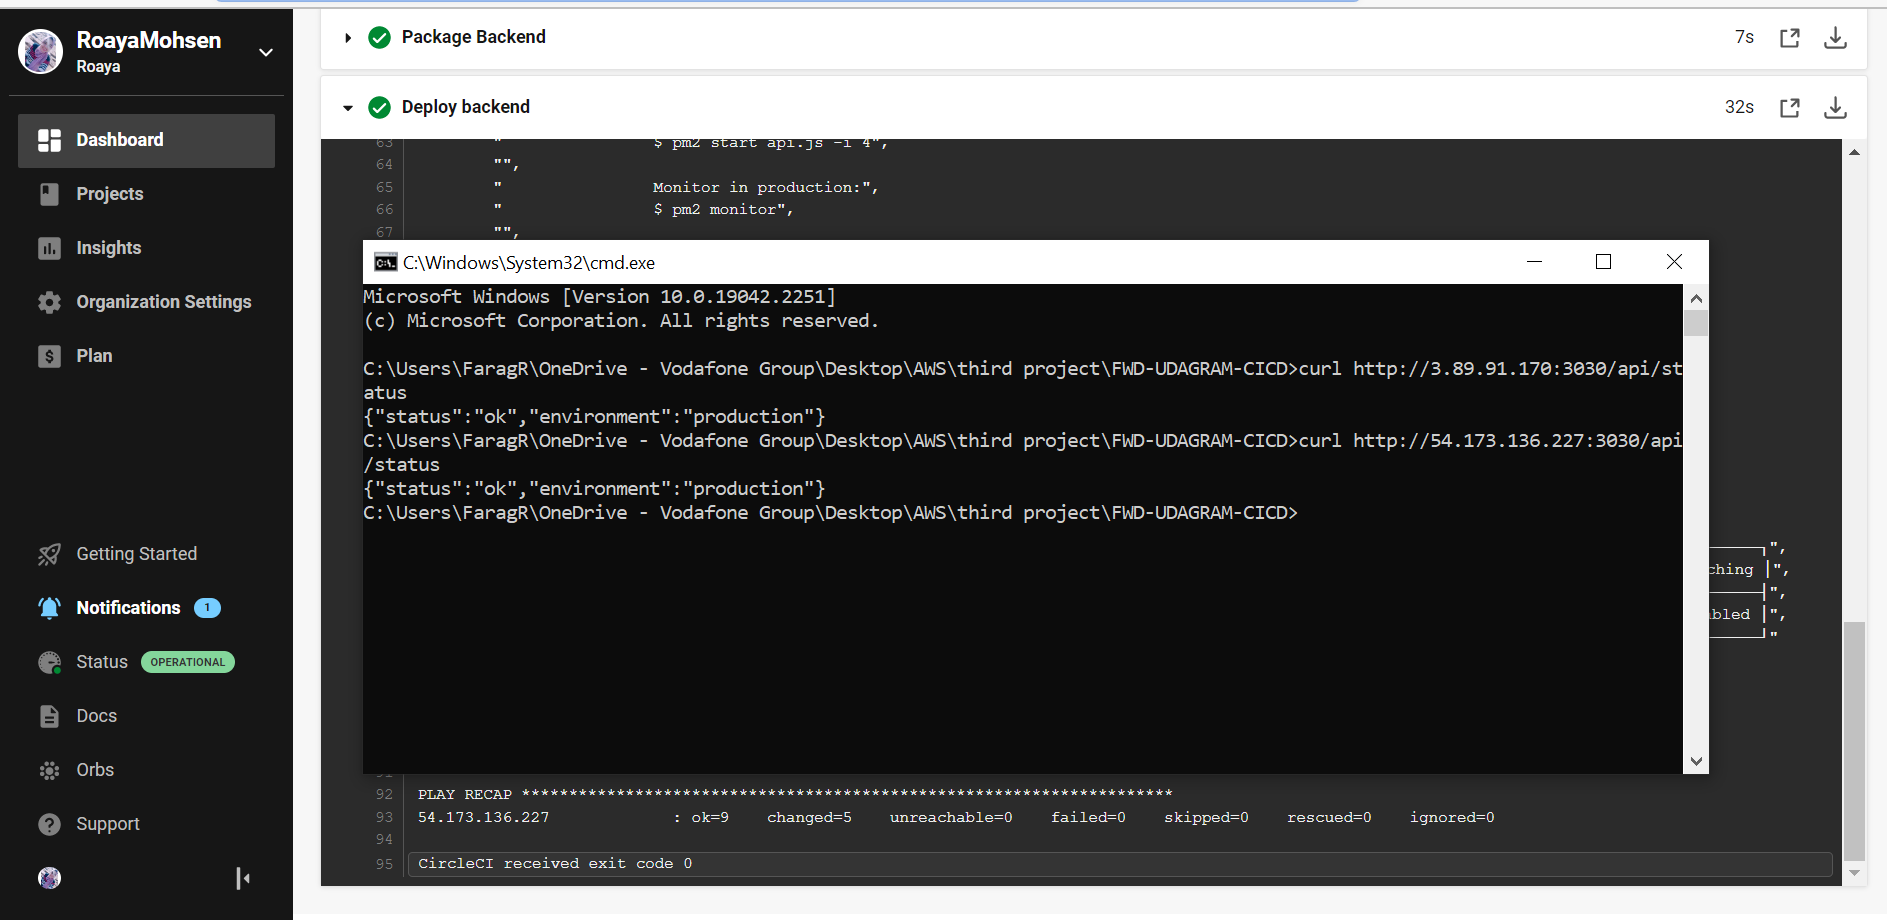 RoayaMohsen
Roaya
Dashboard
Projects
Insights
Organization Settings
Plan
Getting Started
Notifications 1
Status OPERATIONAL
Docs
Orbs
Support
Package Backend 7s
Deploy backend 32s
63 " $ pm2 start api.js -i 4",
64 "",
65 " Monitor in production:",
66 " $ pm2 monitor",
67 "",
C:\Windows\System32\cmd.exe
Microsoft Windows [Version 10.0.19042.2251]
(c) Microsoft Corporation. All rights reserved.
C:\Users\FaragR\OneDrive - Vodafone Group\Desktop\AWS\third project\FWD-UDAGRAM-CICD>curl http://3.89.91.170:3030/api/st
atus
{"status":"ok","environment":"production"}
C:\Users\FaragR\OneDrive - Vodafone Group\Desktop\AWS\third project\FWD-UDAGRAM-CICD>curl http://54.173.136.227:3030/api
/status
{"status":"ok","environment":"production"}
C:\Users\FaragR\OneDrive - Vodafone Group\Desktop\AWS\third project\FWD-UDAGRAM-CICD>
",
ching |",
",
bled |",
"
92 PLAY RECAP *********************************************************************
93 54.173.136.227 : ok=9 changed=5 unreachable=0 failed=0 skipped=0 rescued=0 ignored=0
94
95 CircleCI received exit code 0